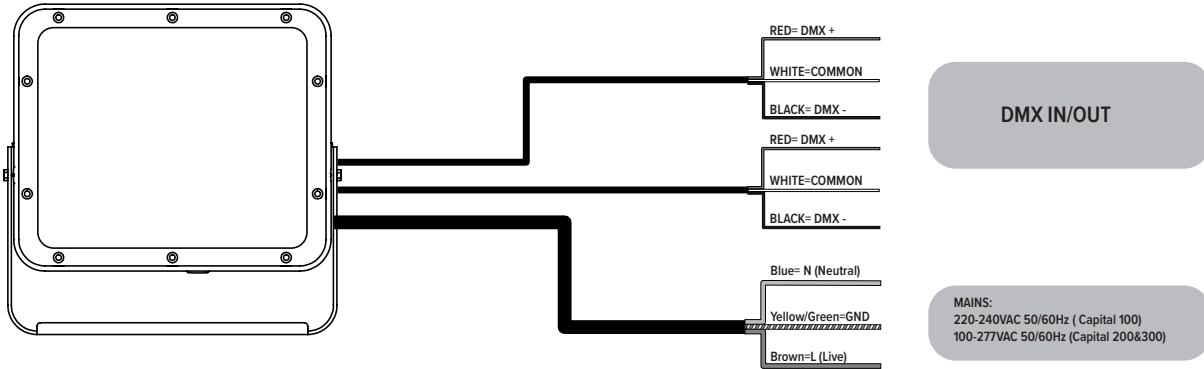 RED= DMX +
WHITE=COMMON
BLACK= DMX -
RED= DMX +
WHITE=COMMON
BLACK= DMX -
DMX IN/OUT
Blue= N (Neutral)
Yellow/Green=GND
Brown=L (Live)
MAINS:
220-240VAC 50/60Hz ( Capital 100)
100-277VAC 50/60Hz (Capital 200&300)